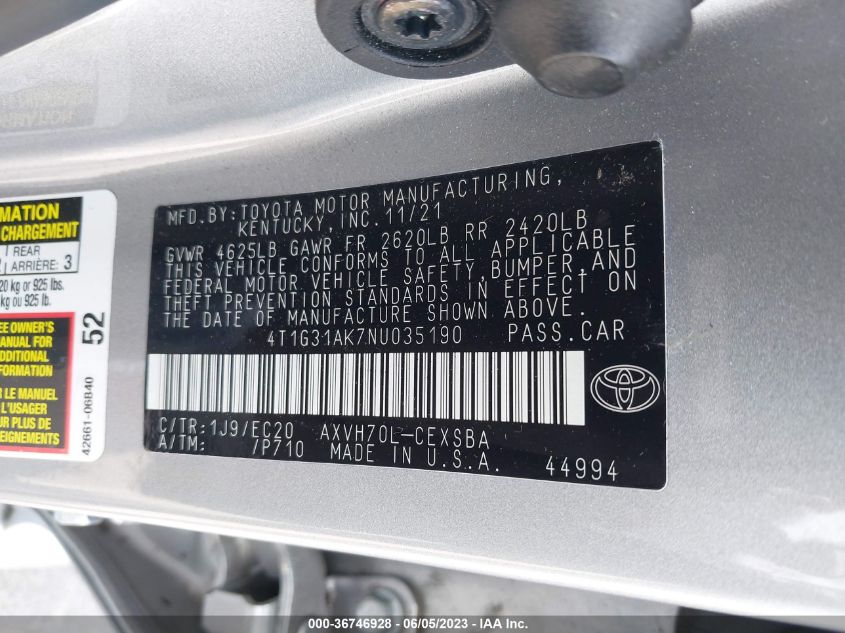 MFD.BY:TOYOTA MOTOR MANUFACTURING,
KENTUCKY, INC. 11/21
GVWR 4625LB GAWR FR 2620LB RR 2420LB
THIS VEHICLE CONFORMS TO ALL APPLICABLE
FEDERAL MOTOR VEHICLE SAFETY, BUMPER, AND
THEFT PREVENTION STANDARDS IN EFFECT ON
THE DATE OF MANUFACTURE SHOWN ABOVE.
4T1G31AK7NU035190 PASS.CAR
C/TR:1J9/EC20 AXVH70L-CEXSBA
A/TM: /P710 MADE IN U.S.A.
44994
MATION
CHARGEMENT
REAR
ARRIÈRE: 3
20 kg or 925 lbs.
kg ou 925 lb.
EE OWNER'S
MANUAL FOR
ADDITIONAL
FORMATION
R LE MANUEL
L'USAGER
UR PLUS DE
SEIGNEMENTS
52
42661-06B40
000-36746928 - 06/05/2023 - IAAI.com